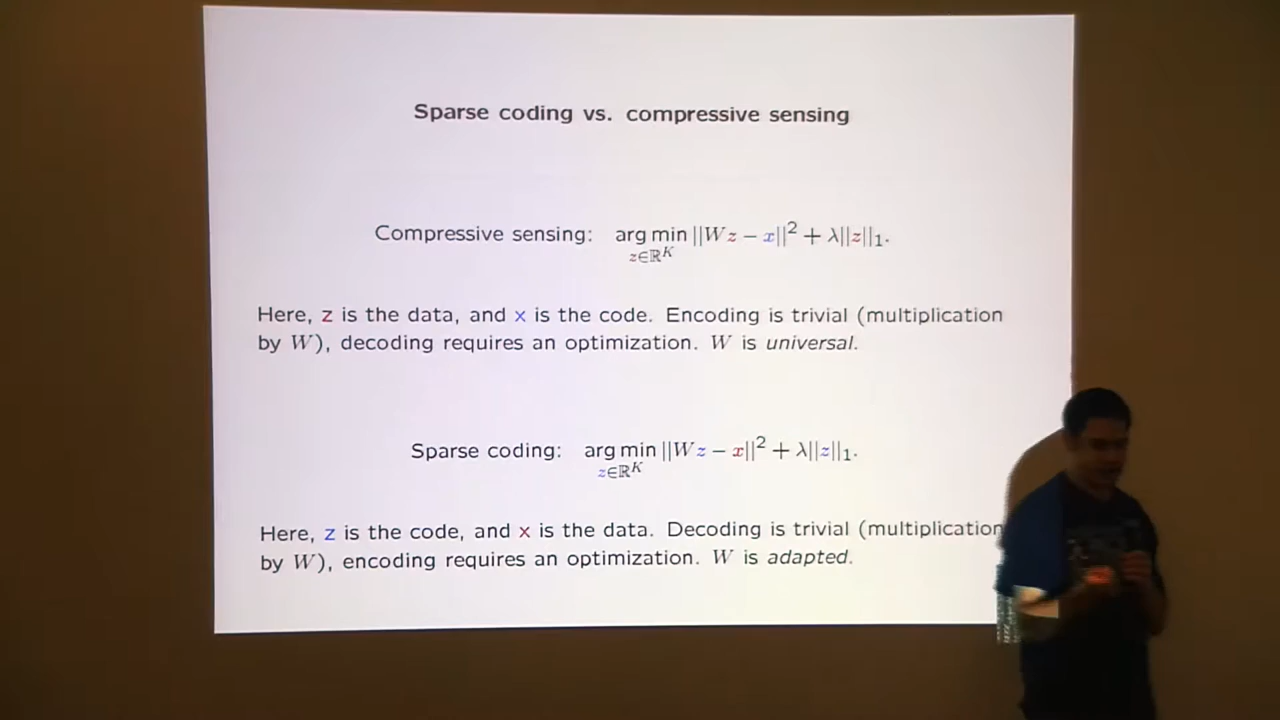 Sparse coding vs. compressive sensing
Compressive sensing: arg min ||Wz − x||² + λ||z||₁.
z∈ℝᴷ
Here, z is the data, and x is the code. Encoding is trivial (multiplication
by W), decoding requires an optimization. W is universal.
Sparse coding: arg min ||Wz − x||² + λ||z||₁.
z∈ℝᴷ
Here, z is the code, and x is the data. Decoding is trivial (multiplication
by W), encoding requires an optimization. W is adapted.